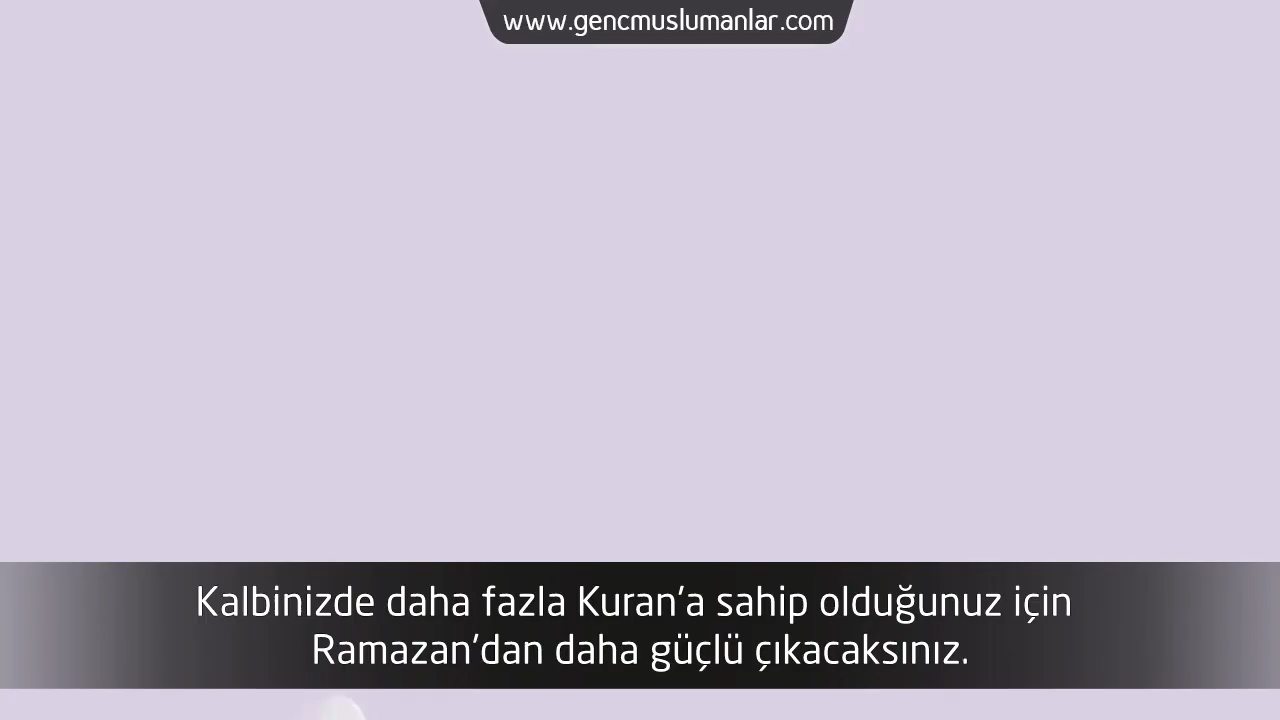 www.gencmuslumanlar.com
Kalbinizde daha fazla Kuran’a sahip olduğunuz için
Ramazan’dan daha güçlü çıkacaksınız.